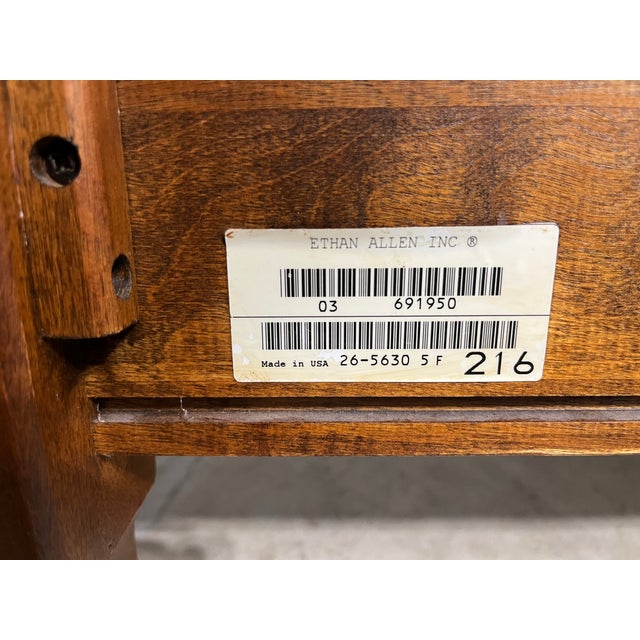 ETHAN ALLEN INC ®
03 691950
Made in USA 26-5630 5 F 216